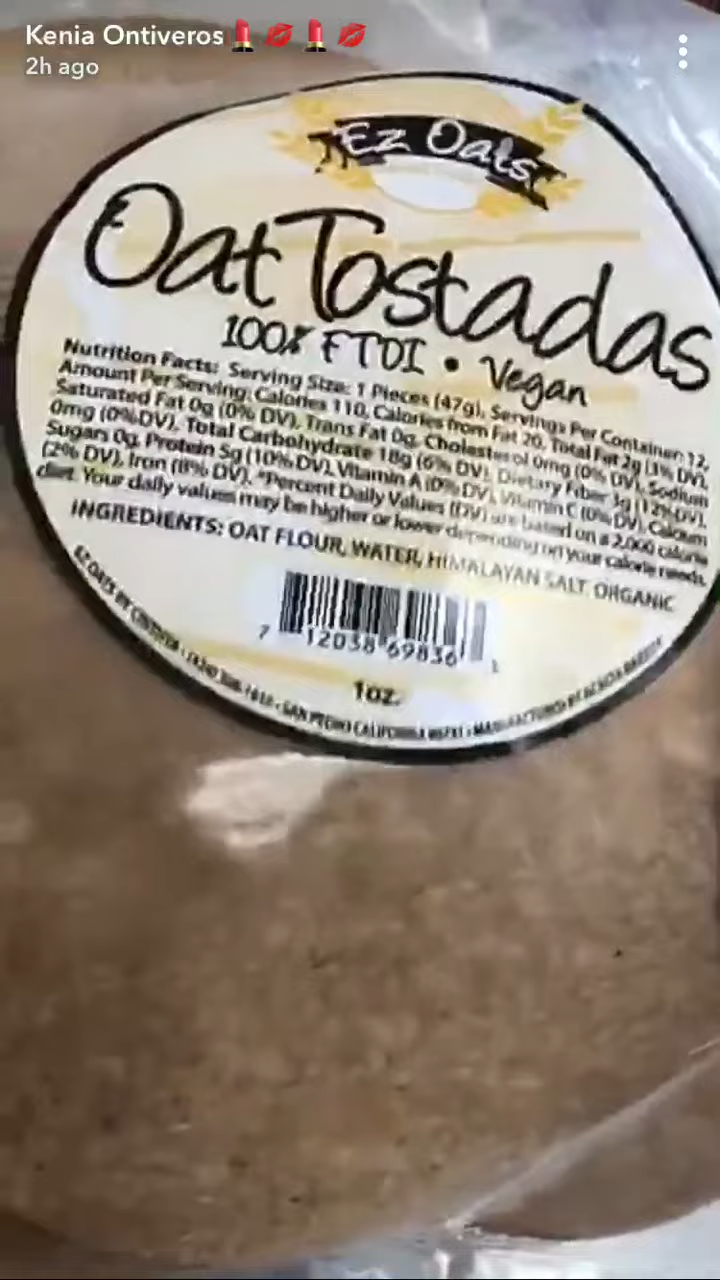 Kenia Ontiveros 💄💋💄💋
2h ago
Ez Oats
Oat Tostadas
100% FTDI • Vegan
Nutrition Facts: Serving Size: 1 Pieces (47g), Servings Per Container: 12,
Amount Per Serving: Calories 110, Calories from Fat 20, Total Fat 2g (3% DV),
Saturated Fat 0g (0% DV), Trans Fat 0g, Cholesterol 0mg (0% DV), Sodium
0mg (0%DV), Total Carbohydrate 18g (6% DV), Dietary Fiber 3g (12%DV),
Sugars 0g, Protein 5g (10%DV), Vitamin A (0% DV), Vitamin C (0% DV), Calcium
(2% DV), Iron (8% DV). *Percent Daily Values (DV) are based on a 2,000 calorie
diet. Your daily values may be higher or lower depending on your calorie needs.
INGREDIENTS: OAT FLOUR, WATER, HIMALAYAN SALT, ORGANIC
7 12038 69836 1
1oz.
EZ OATS BY • SAN PEDRO CALIFORNIA • MANUFACTURED BY